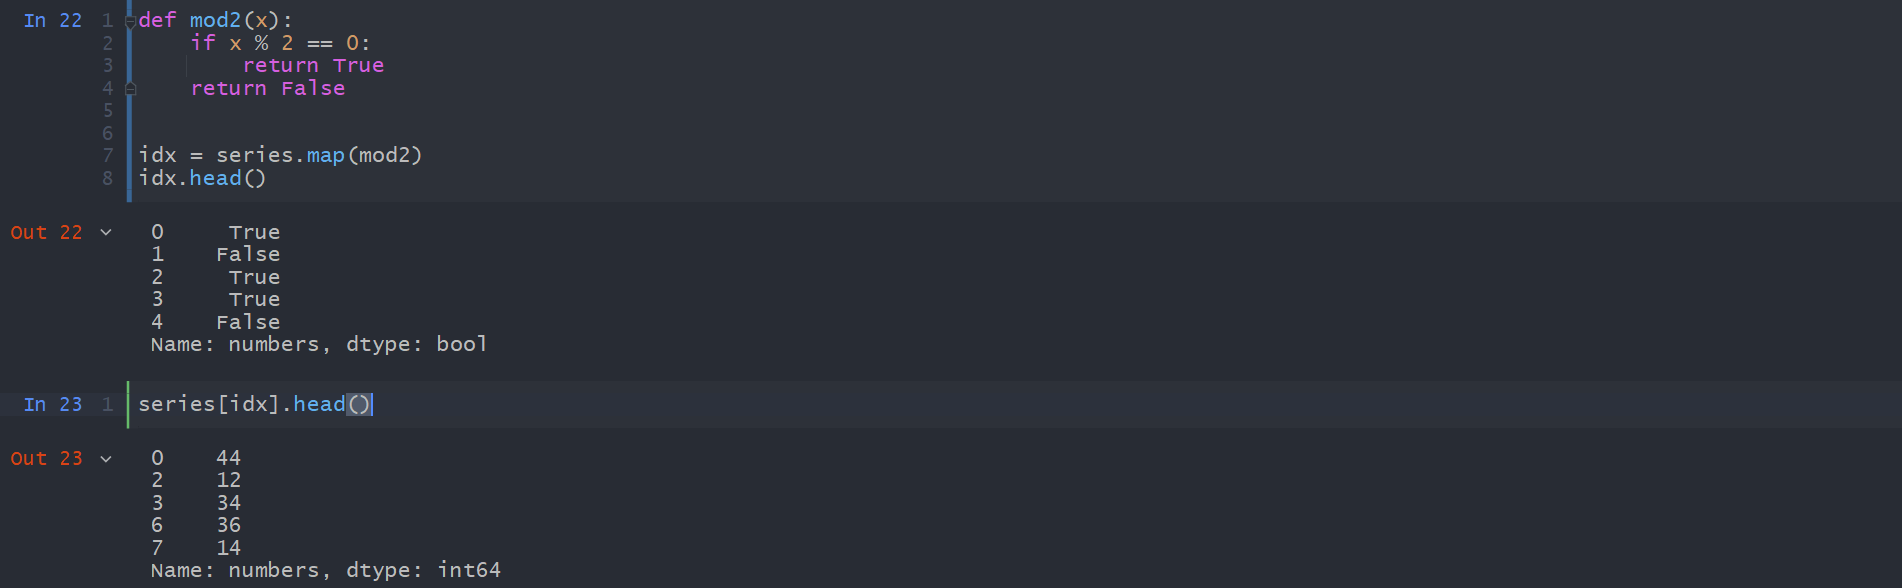 In 22 1 def mod2(x):
2     if x % 2 == 0:
3         return True
4     return False
5
6
7 idx = series.map(mod2)
8 idx.head()
Out 22 0     True
1    False
2     True
3     True
4    False
Name: numbers, dtype: bool
In 23 1 series[idx].head()
Out 23 0    44
2    12
3    34
6    36
7    14
Name: numbers, dtype: int64